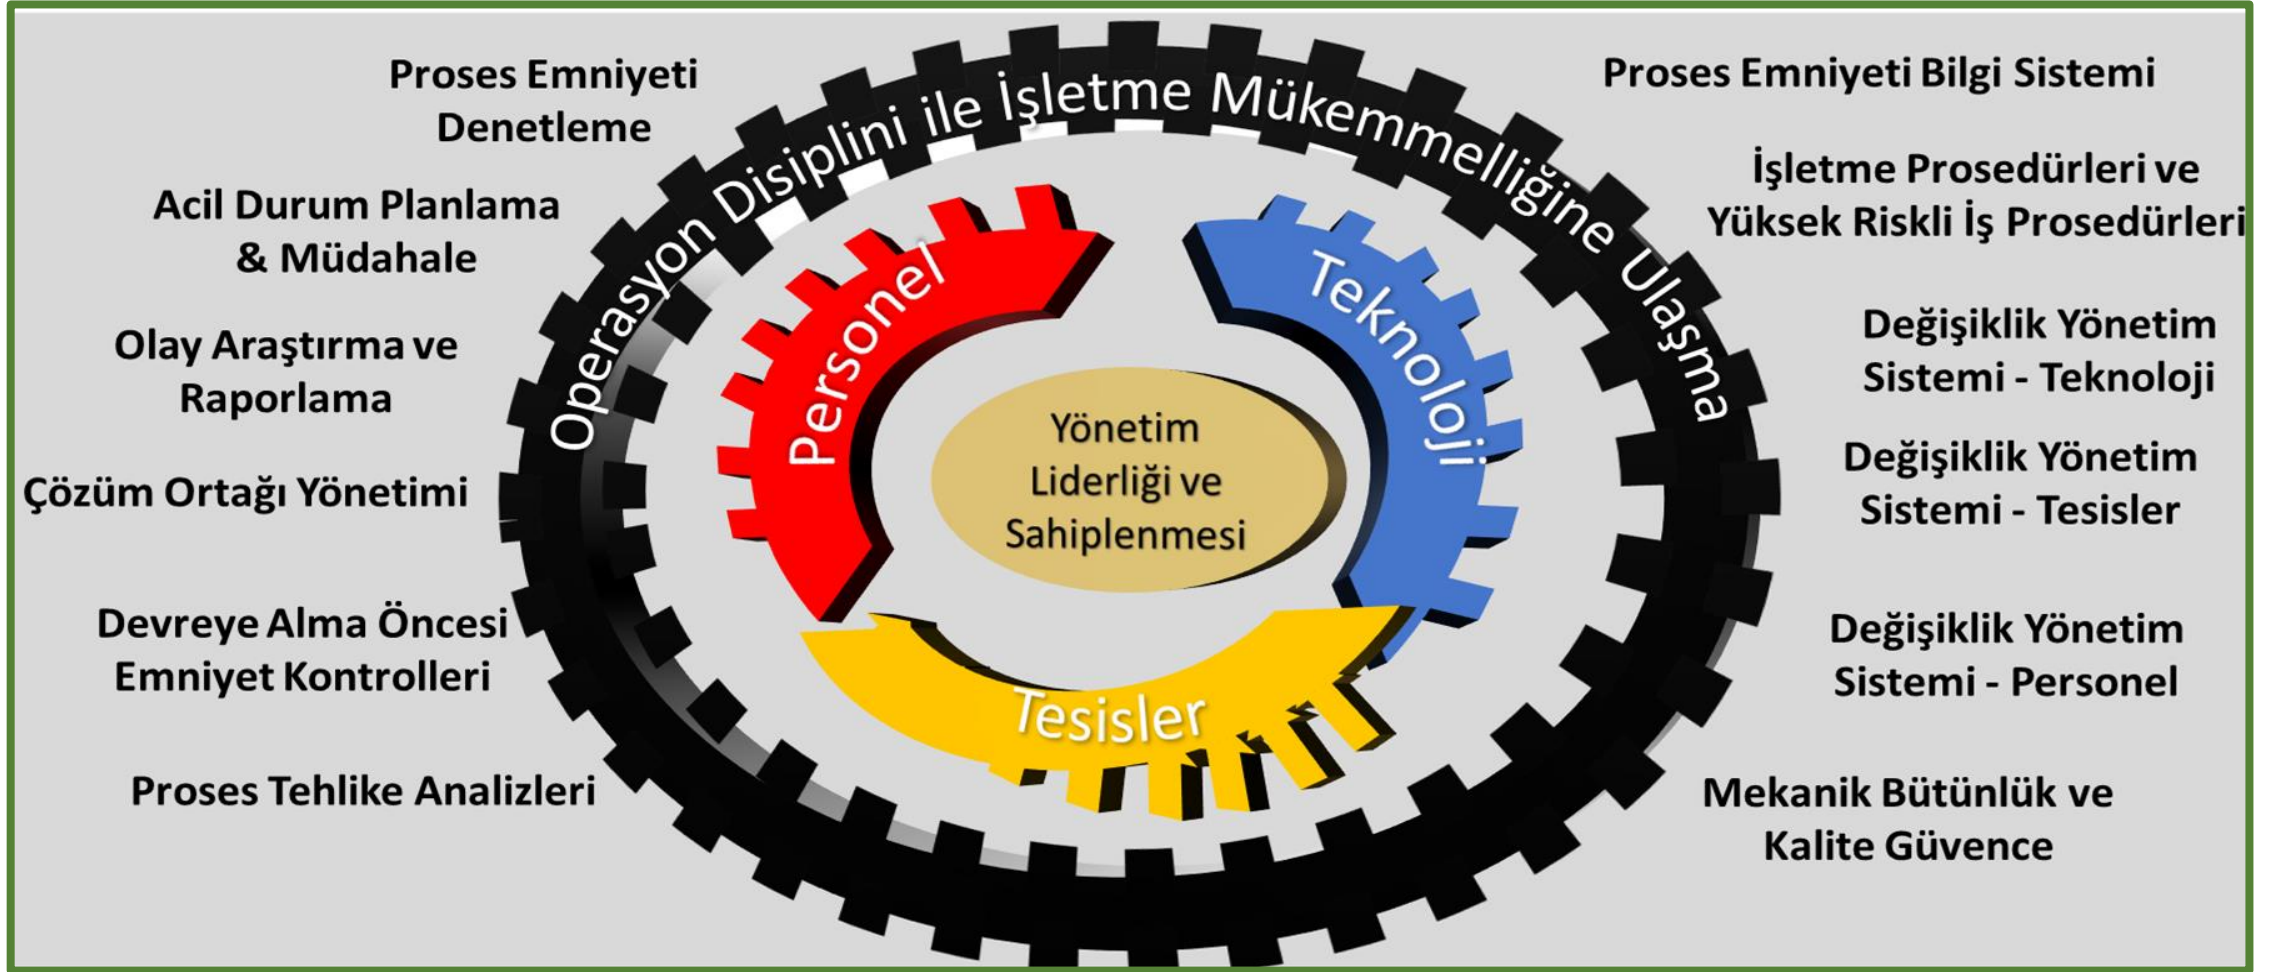 Proses Emniyeti
Denetleme
Acil Durum Planlama
& Müdahale
Olay Araştırma ve
Raporlama
Çözüm Ortağı Yönetimi
Devreye Alma Öncesi
Emniyet Kontrolleri
Proses Tehlike Analizleri
Operasyon Disiplini ile İşletme Mükemmelliğine Ulaşma
Personel
Teknoloji
Yönetim
Liderliği ve
Sahiplenmesi
Tesisler
Proses Emniyeti Bilgi Sistemi
İşletme Prosedürleri ve
Yüksek Riskli İş Prosedürleri
Değişiklik Yönetim
Sistemi - Teknoloji
Değişiklik Yönetim
Sistemi - Tesisler
Değişiklik Yönetim
Sistemi - Personel
Mekanik Bütünlük ve
Kalite Güvence